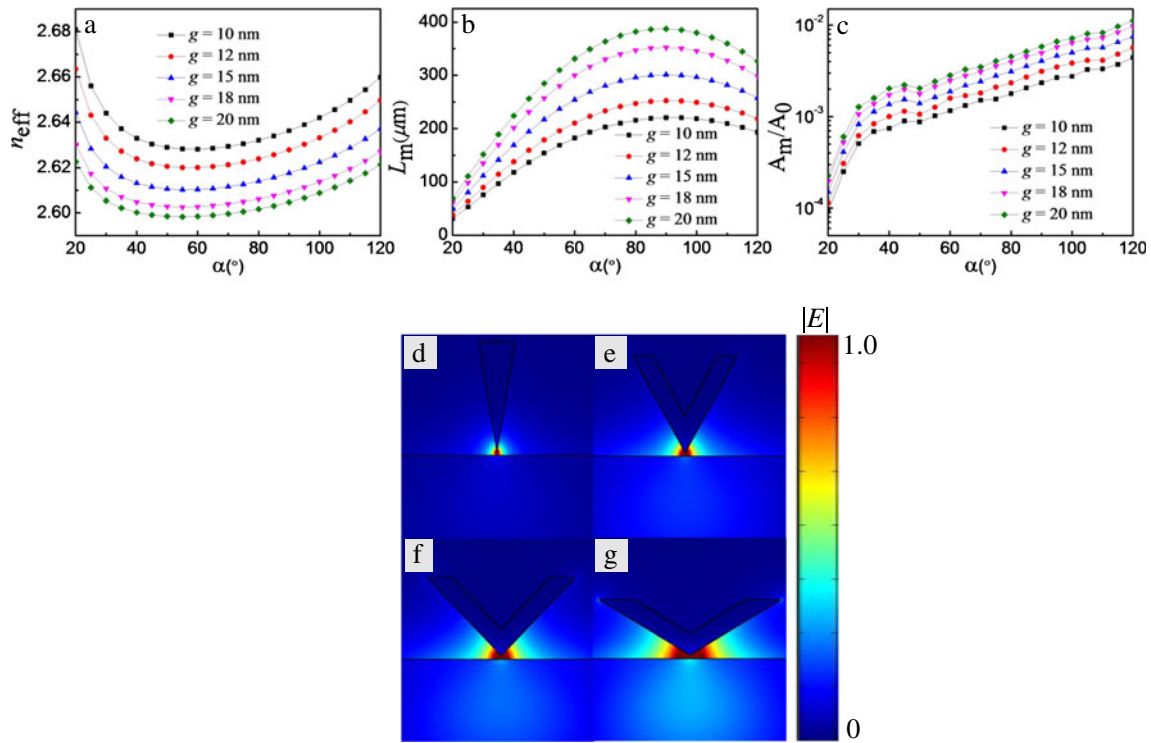 a
2.68
2.66
2.64
2.62
2.60
n_eff
g = 10 nm
g = 12 nm
g = 15 nm
g = 18 nm
g = 20 nm
20 40 60 80 100 120
α(°)
b
400
350
300
250
200
150
100
50
0
L_m(μm)
g = 10 nm
g = 12 nm
g = 15 nm
g = 18 nm
g = 20 nm
20 40 60 80 100 120
α(°)
c
10^-2
10^-3
10^-4
A_m/A_0
g = 10 nm
g = 12 nm
g = 15 nm
g = 18 nm
g = 20 nm
20 40 60 80 100 120
α(°)
d
e
f
g
|E|
1.0
0